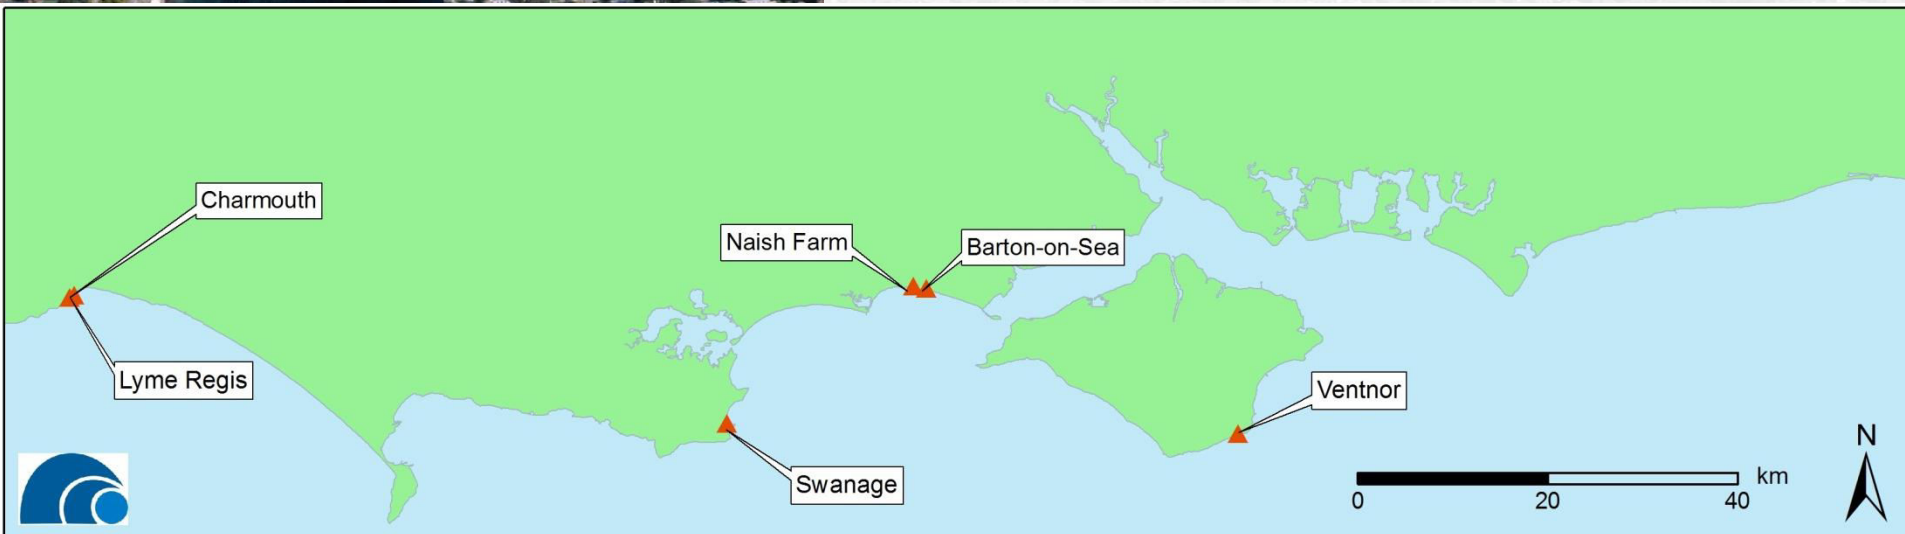 Charmouth
Naish Farm
Barton-on-Sea
Lyme Regis
Ventnor
Swanage
N
km
0
20
40